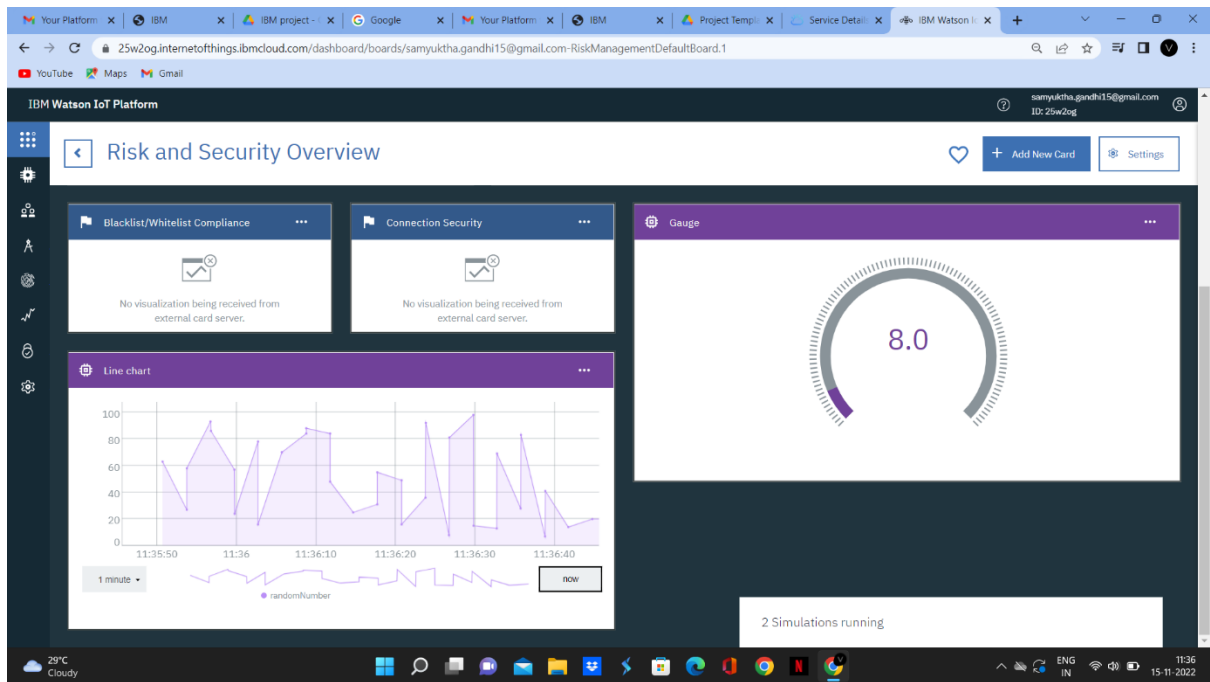 Your Platform
IBM
IBM project -
Google
Your Platform
IBM
Project Templa
Service Details
IBM Watson Io
25w2og.internetofthings.ibmcloud.com/dashboard/boards/samyuktha.gandhi15@gmail.com-RiskManagementDefaultBoard.1
V
YouTube Maps Gmail
IBM Watson IoT Platform
samyuktha.gandhi15@gmail.com
ID: 25w2og
Risk and Security Overview
+ Add New Card
Settings
Blacklist/Whitelist Compliance
No visualization being received from
external card server.
Connection Security
No visualization being received from
external card server.
Gauge
8.0
Line chart
100
80
60
40
20
0
11:35:50 11:36 11:36:10 11:36:20 11:36:30 11:36:40
1 minute
now
randomNumber
2 Simulations running
29°C
Cloudy
ENG
IN
11:36
15-11-2022